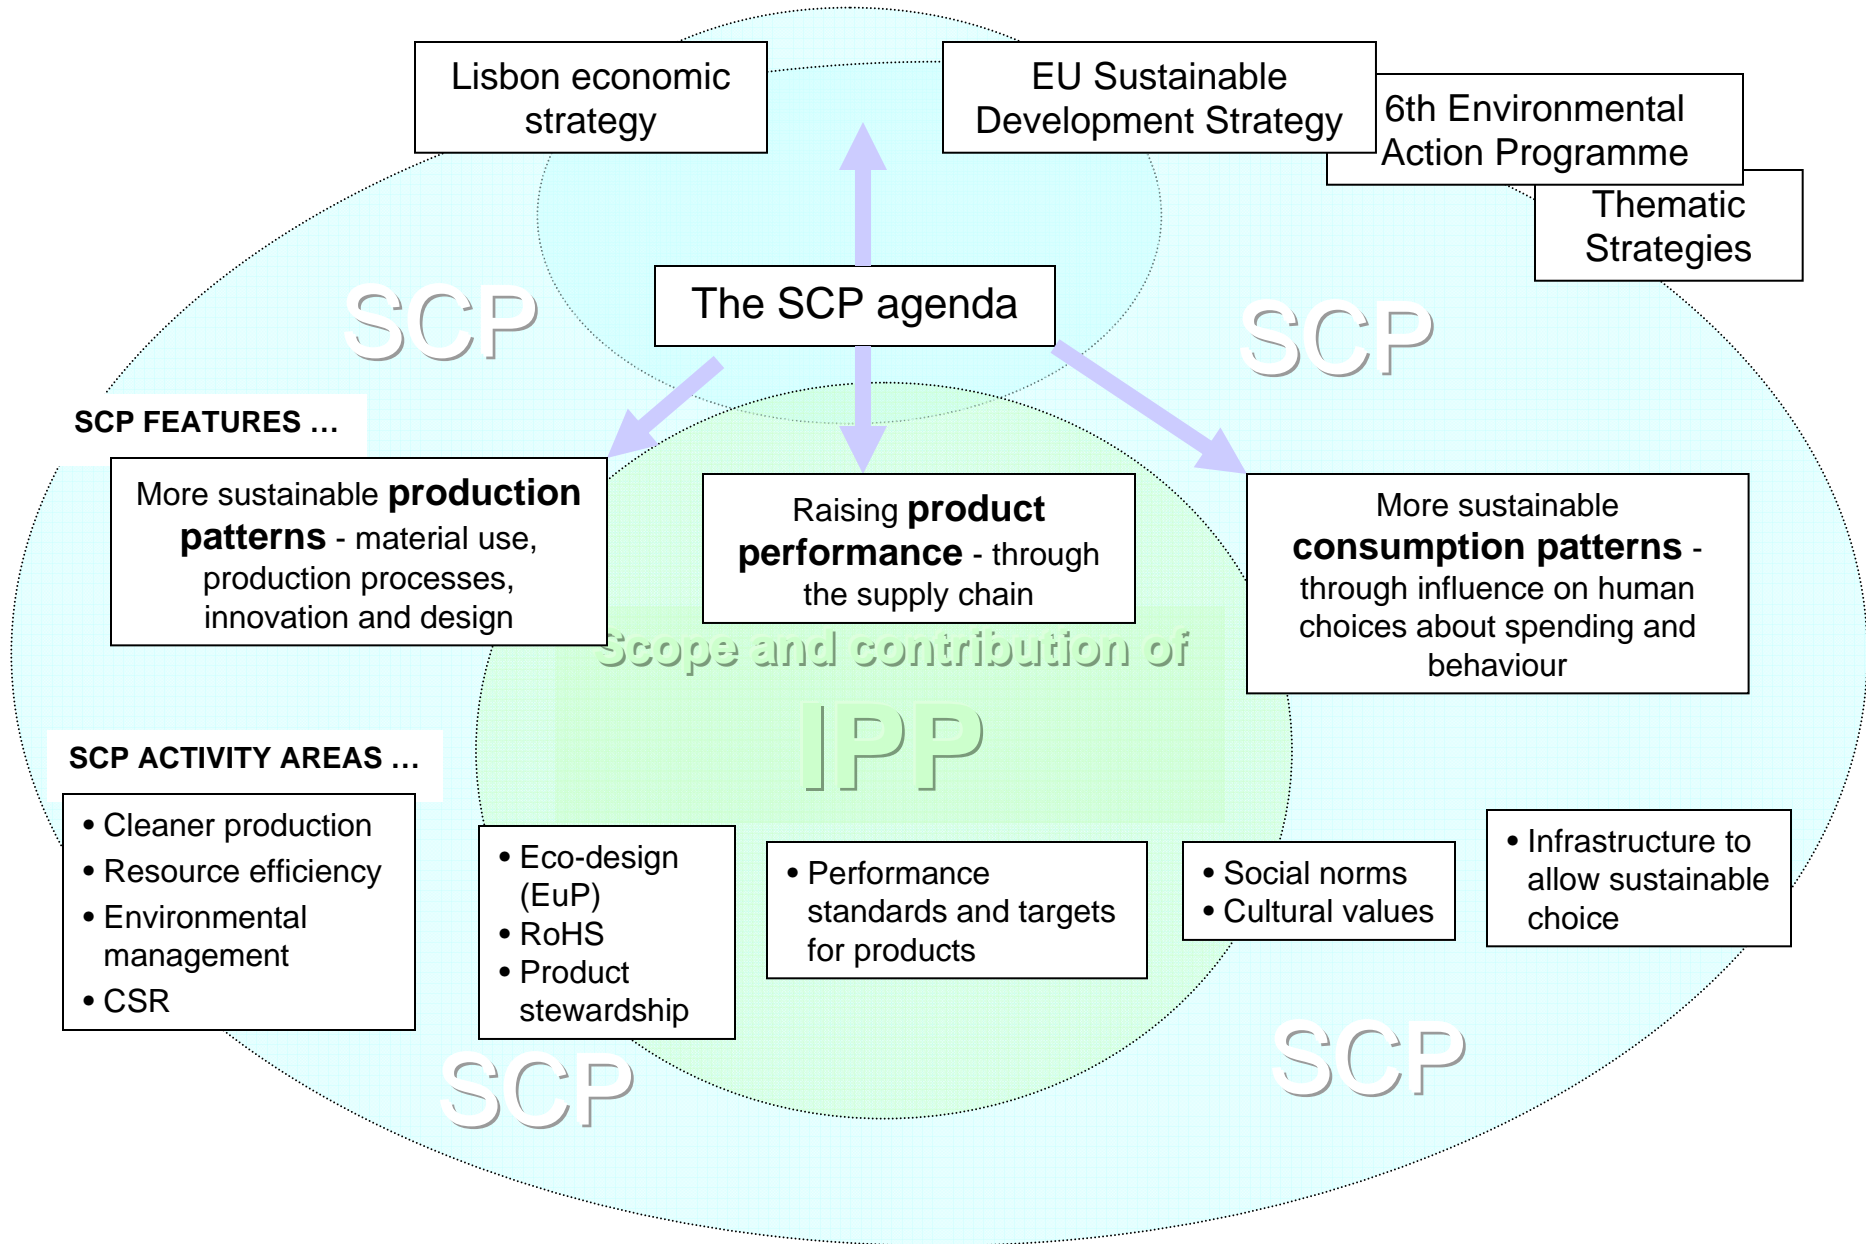 Lisbon economic
strategy
EU Sustainable
Development Strategy
6th Environmental
Action Programme
Thematic
Strategies
The SCP agenda
SCP
SCP
SCP FEATURES …
More sustainable production
patterns - material use,
production processes,
innovation and design
Raising product
performance - through
the supply chain
More sustainable
consumption patterns -
through influence on human
choices about spending and
behaviour
Scope and contribution of
IPP
SCP ACTIVITY AREAS …
• Cleaner production
• Resource efficiency
• Environmental
management
• CSR
• Eco-design
(EuP)
• RoHS
• Product
stewardship
• Performance
standards and targets
for products
• Social norms
• Cultural values
• Infrastructure to
allow sustainable
choice
SCP
SCP